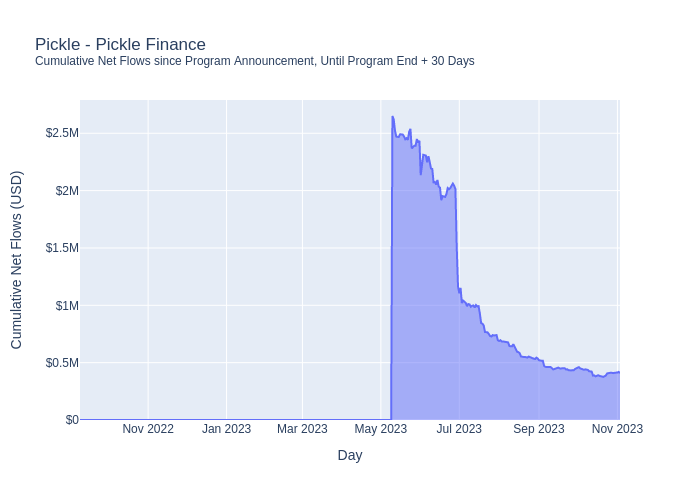 Pickle - Pickle Finance
Cumulative Net Flows since Program Announcement, Until Program End + 30 Days
Cumulative Net Flows (USD)
$2.5M
$2M
$1.5M
$1M
$0.5M
$0
Nov 2022
Jan 2023
Mar 2023
May 2023
Jul 2023
Sep 2023
Nov 2023
Day